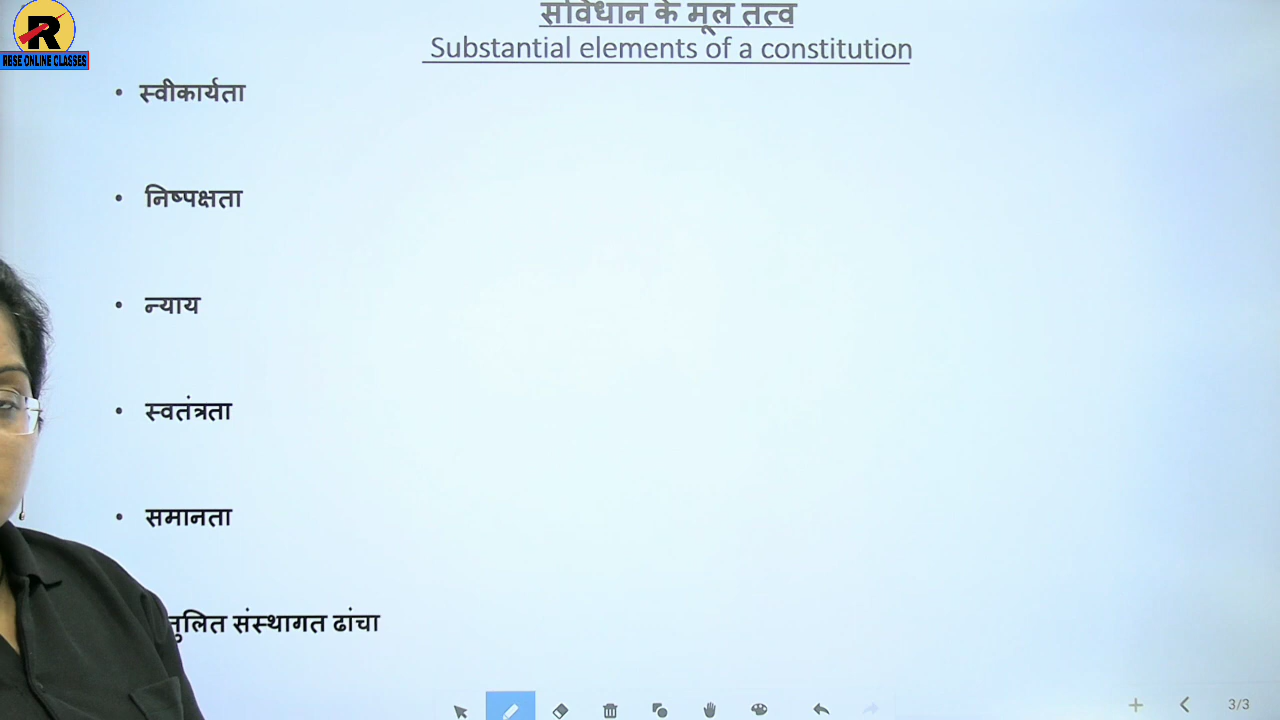 संविधान के मूल तत्व
Substantial elements of a constitution
R
RBSE ONLINE CLASSES
• स्वीकार्यता
• निष्पक्षता
• न्याय
• स्वतंत्रता
• समानता
संस्थागत ढांचा
3/3